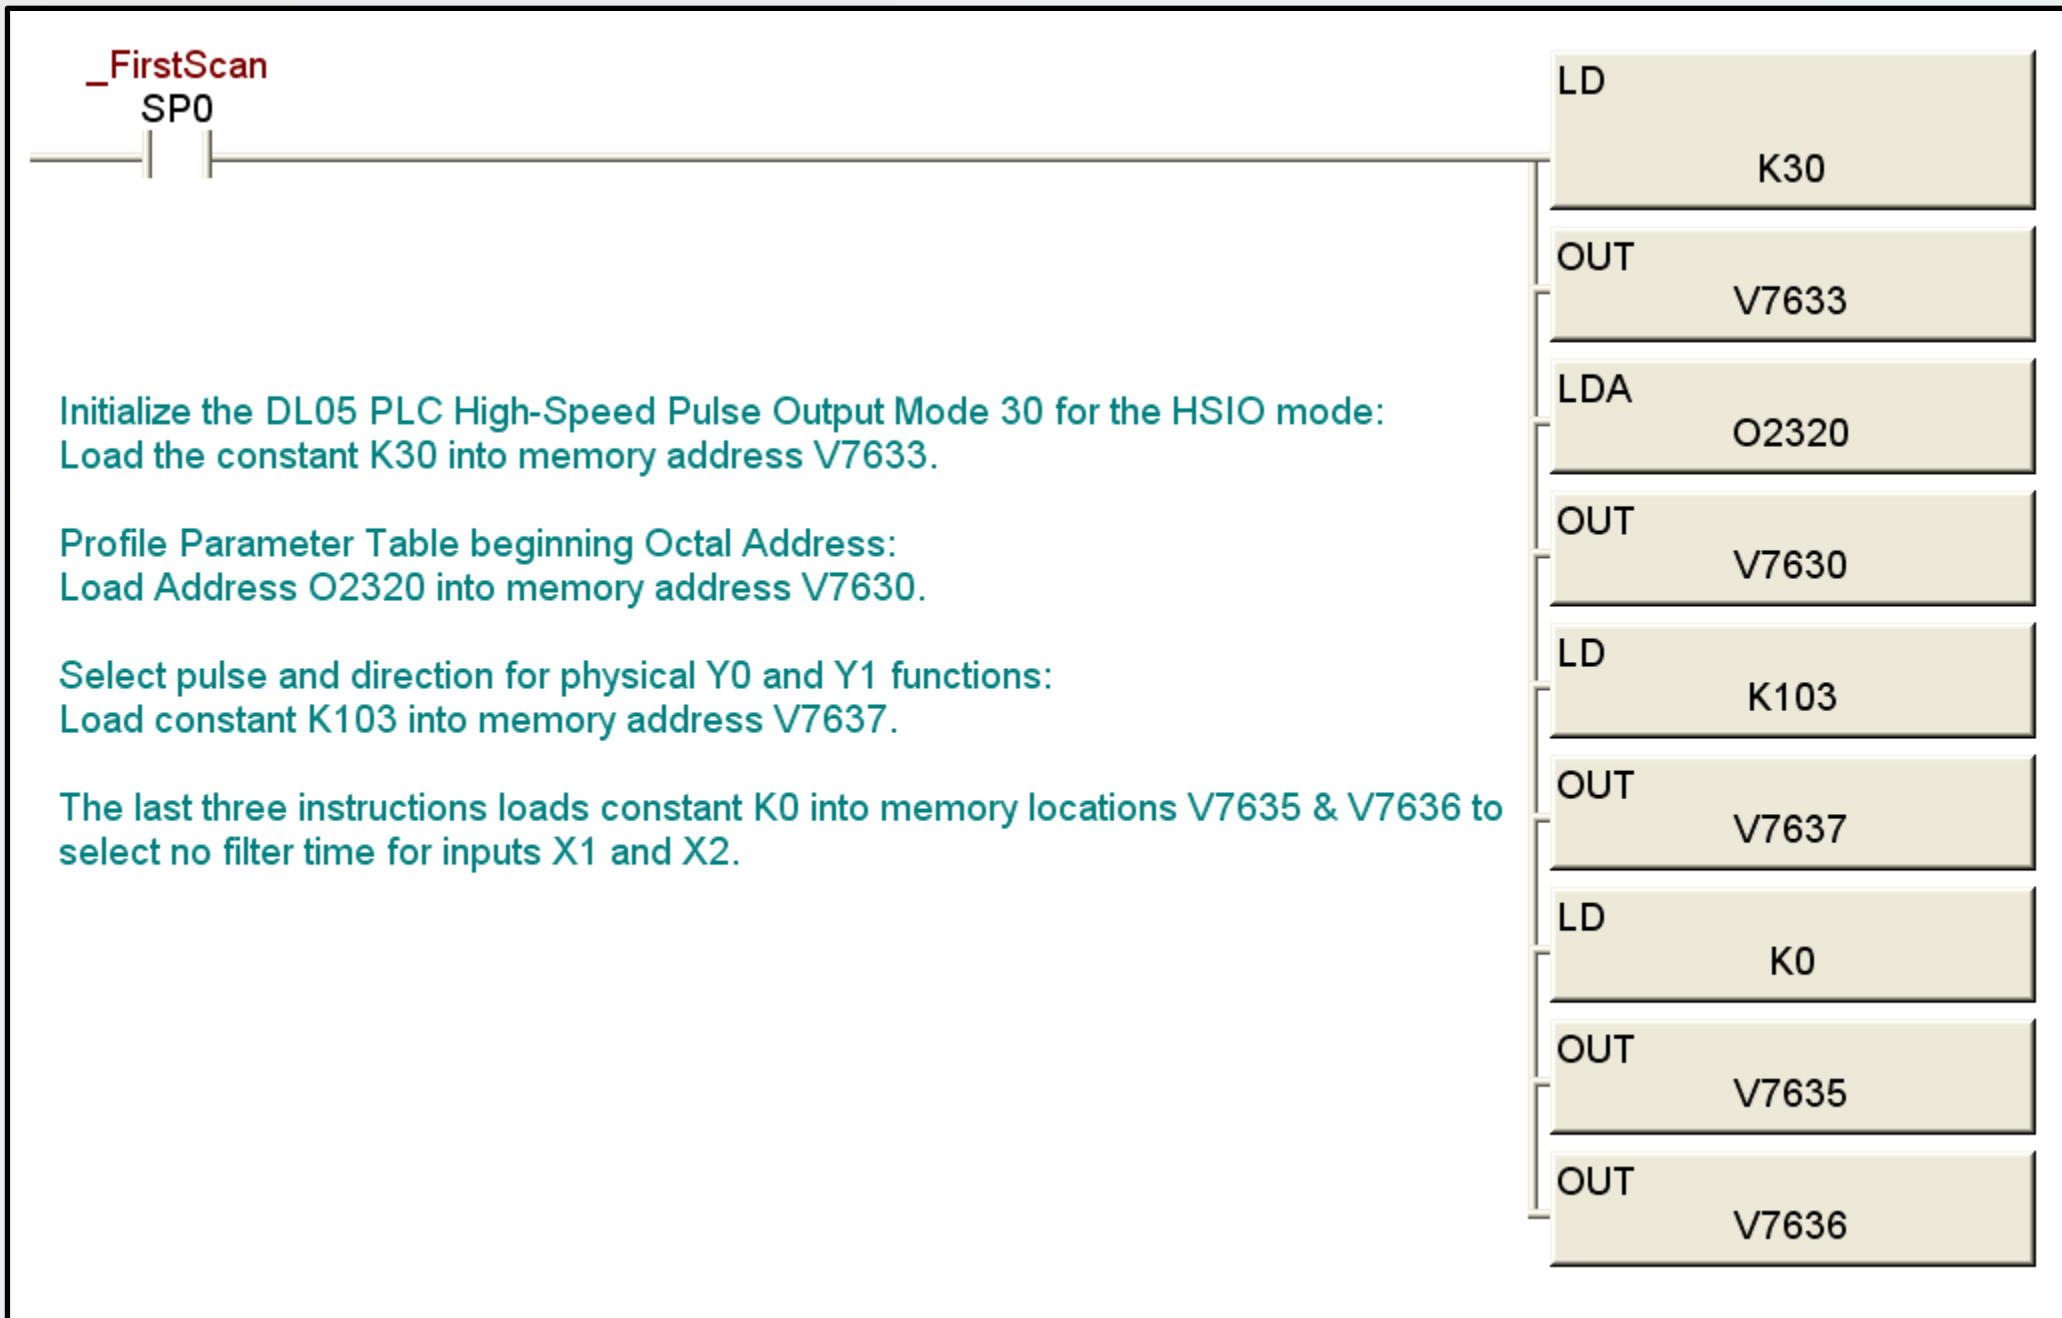 _FirstScan
SP0
LD
K30
OUT
V7633
LDA
O2320
OUT
V7630
LD
K103
OUT
V7637
LD
K0
OUT
V7635
OUT
V7636
Initialize the DL05 PLC High-Speed Pulse Output Mode 30 for the HSIO mode:
Load the constant K30 into memory address V7633.
Profile Parameter Table beginning Octal Address:
Load Address O2320 into memory address V7630.
Select pulse and direction for physical Y0 and Y1 functions:
Load constant K103 into memory address V7637.
The last three instructions loads constant K0 into memory locations V7635 & V7636 to
select no filter time for inputs X1 and X2.